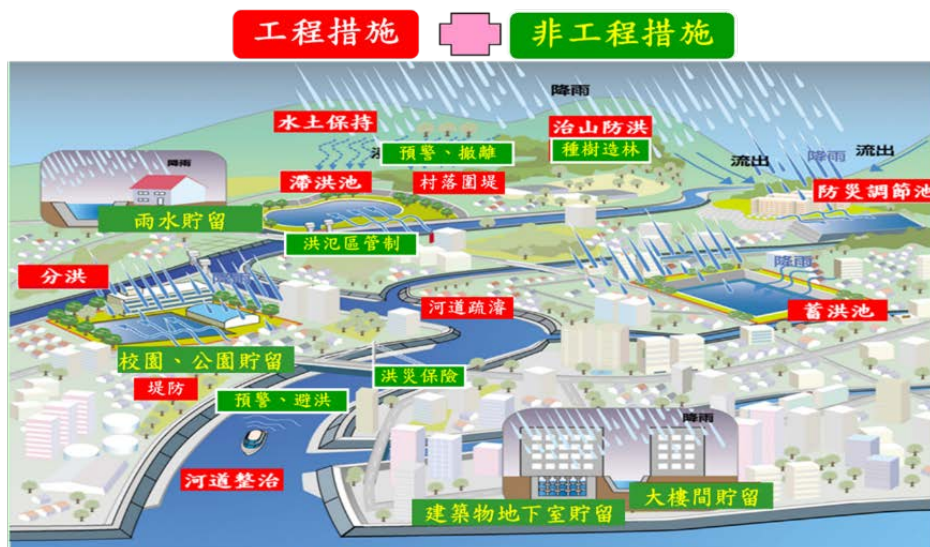 工程措施
非工程措施
降雨
水土保持
治山防洪
預警、撤離
種樹造林
降雨
流出
降雨
流出
滯洪池
村落圍堤
防災調節池
雨水貯留
洪氾區管制
降雨
分洪
河道疏濬
蓄洪池
校園、公園貯留
堤防
洪災保險
預警、避洪
降雨
河道整治
建築物地下室貯留
大樓間貯留